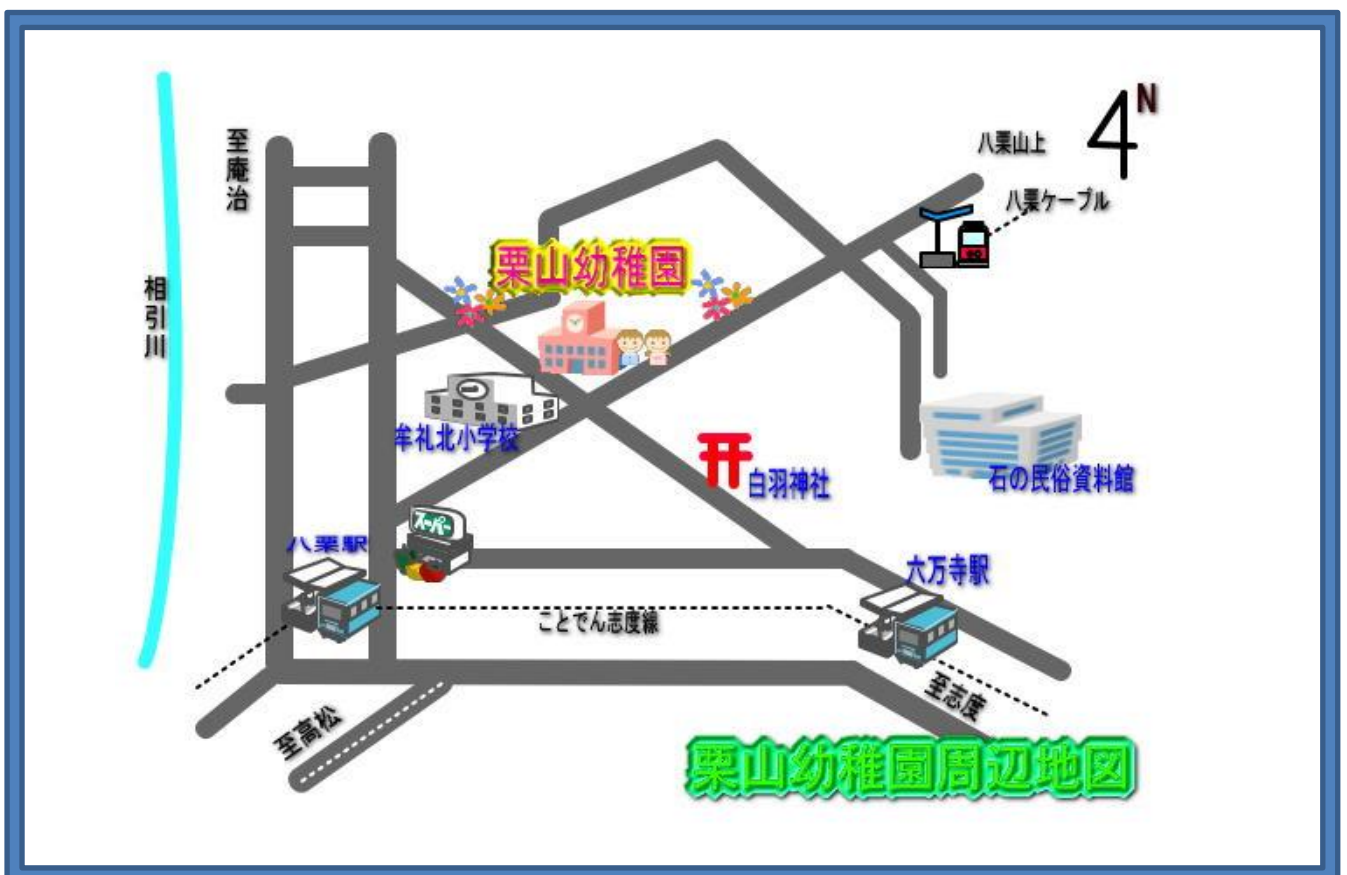 N
八栗山上
至庵治
八栗ケーブル
栗山幼稚園
相引川
牟礼北小学校
白羽神社
石の民俗資料館
スーパー
八栗駅
六万寺駅
ことでん志度線
至志度
至高松
栗山幼稚園周辺地図